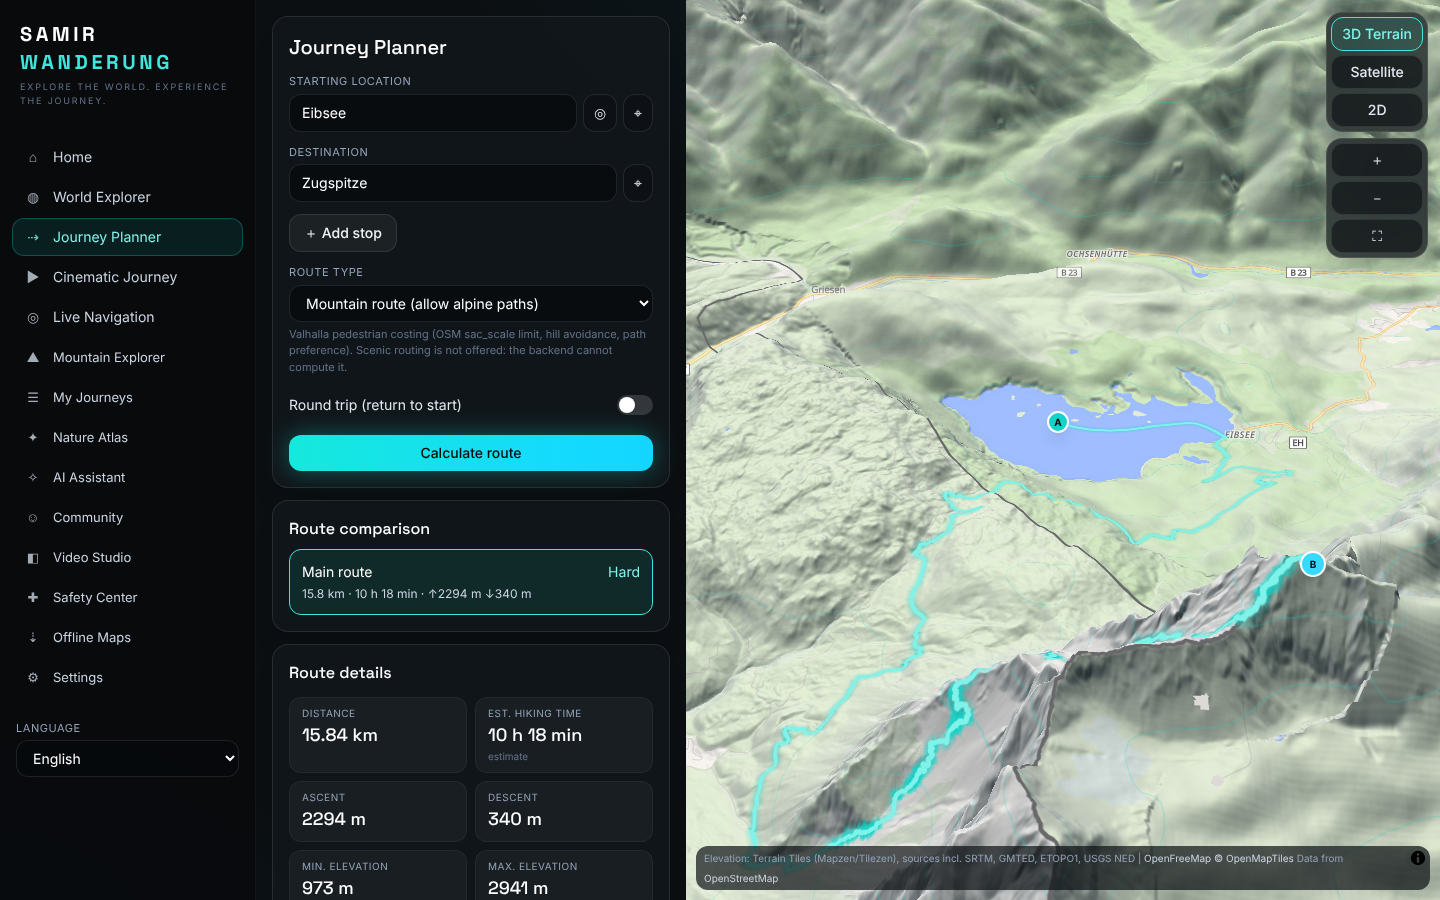 SAMIR
WANDERUNG
EXPLORE THE WORLD. EXPERIENCE
THE JOURNEY.
Home
World Explorer
Journey Planner
Cinematic Journey
Live Navigation
Mountain Explorer
My Journeys
Nature Atlas
AI Assistant
Community
Video Studio
Safety Center
Offline Maps
Settings
LANGUAGE
English
Journey Planner
STARTING LOCATION
Eibsee
DESTINATION
Zugspitze
+ Add stop
ROUTE TYPE
Mountain route (allow alpine paths)
Valhalla pedestrian costing (OSM sac_scale limit, hill avoidance, path
preference). Scenic routing is not offered: the backend cannot
compute it.
Round trip (return to start)
Calculate route
Route comparison
Main route
Hard
15.8 km · 10 h 18 min · ↑2294 m ↓340 m
Route details
DISTANCE
15.84 km
EST. HIKING TIME
10 h 18 min
estimate
ASCENT
2294 m
DESCENT
340 m
MIN. ELEVATION
973 m
MAX. ELEVATION
2941 m
3D Terrain
Satellite
2D
+
−
OCHSENHÜTTE
B 23
B 23
Griesen
A
EIBSEE
EH
B
Elevation: Terrain Tiles (Mapzen/Tilezen), sources incl. SRTM, GMTED, ETOPO1, USGS NED | OpenFreeMap © OpenMapTiles Data from
OpenStreetMap